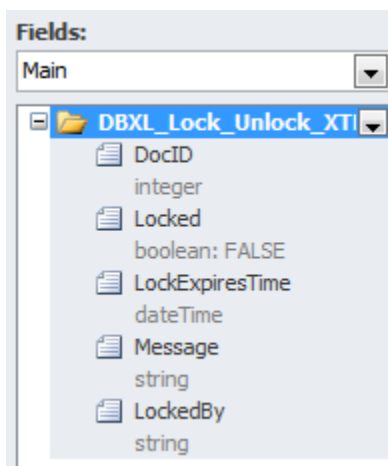 Fields:
Main
DBXL_Lock_Unlock_XT
DocID
integer
Locked
boolean: FALSE
LockExpiresTime
dateTime
Message
string
LockedBy
string